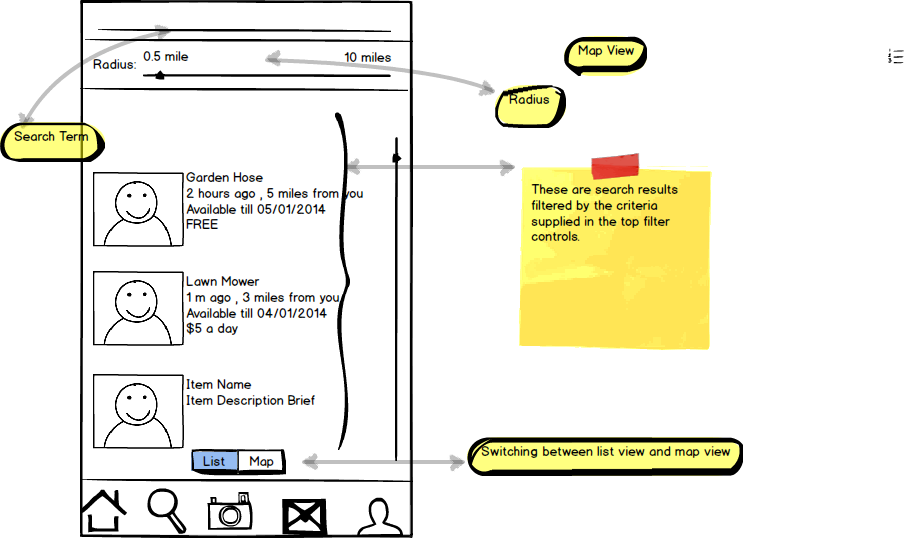 Map View
Radius: 0.5 mile 10 miles
Radius
Search Term
Garden Hose
2 hours ago , 5 miles from you
Available till 05/01/2014
FREE
These are search results
filtered by the criteria
supplied in the top filter
controls.
Lawn Mower
1 m ago , 3 miles from you
Available till 04/01/2014
$5 a day
Item Name
Item Description Brief
List Map
Switching between list view and map view